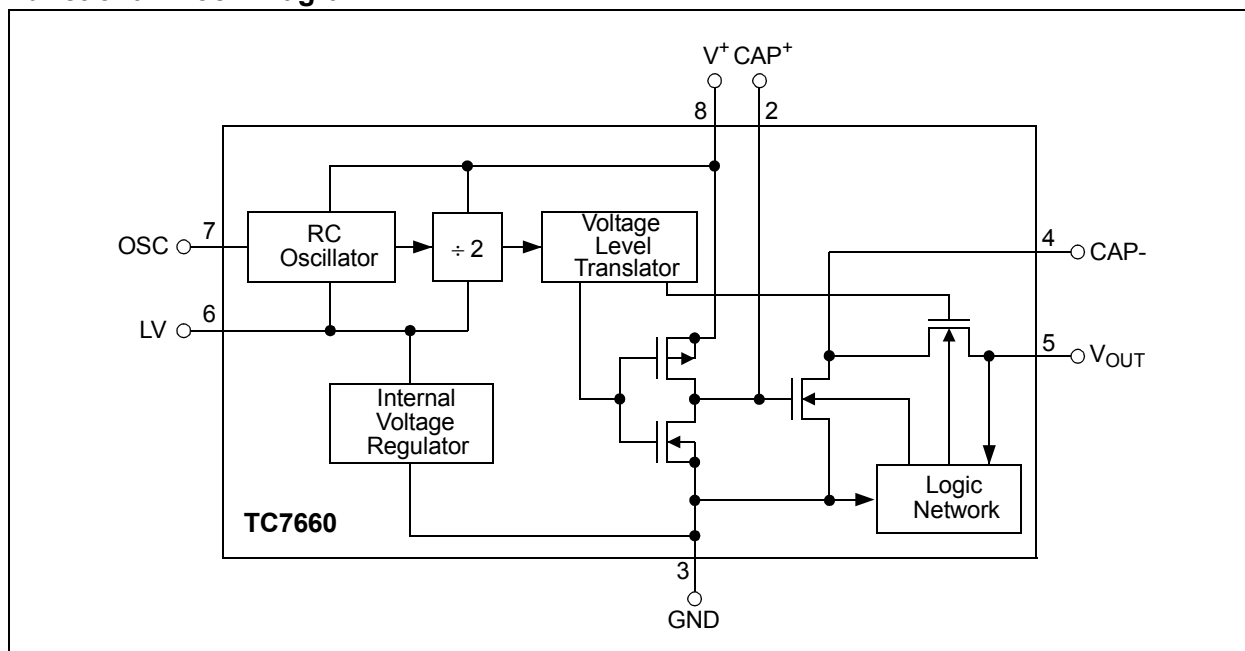 V+ CAP+
8
2
RC
Oscillator
÷ 2
Voltage
Level
Translator
OSC
7
4
CAP-
LV
6
5
VOUT
Internal
Voltage
Regulator
Logic
Network
TC7660
3
GND